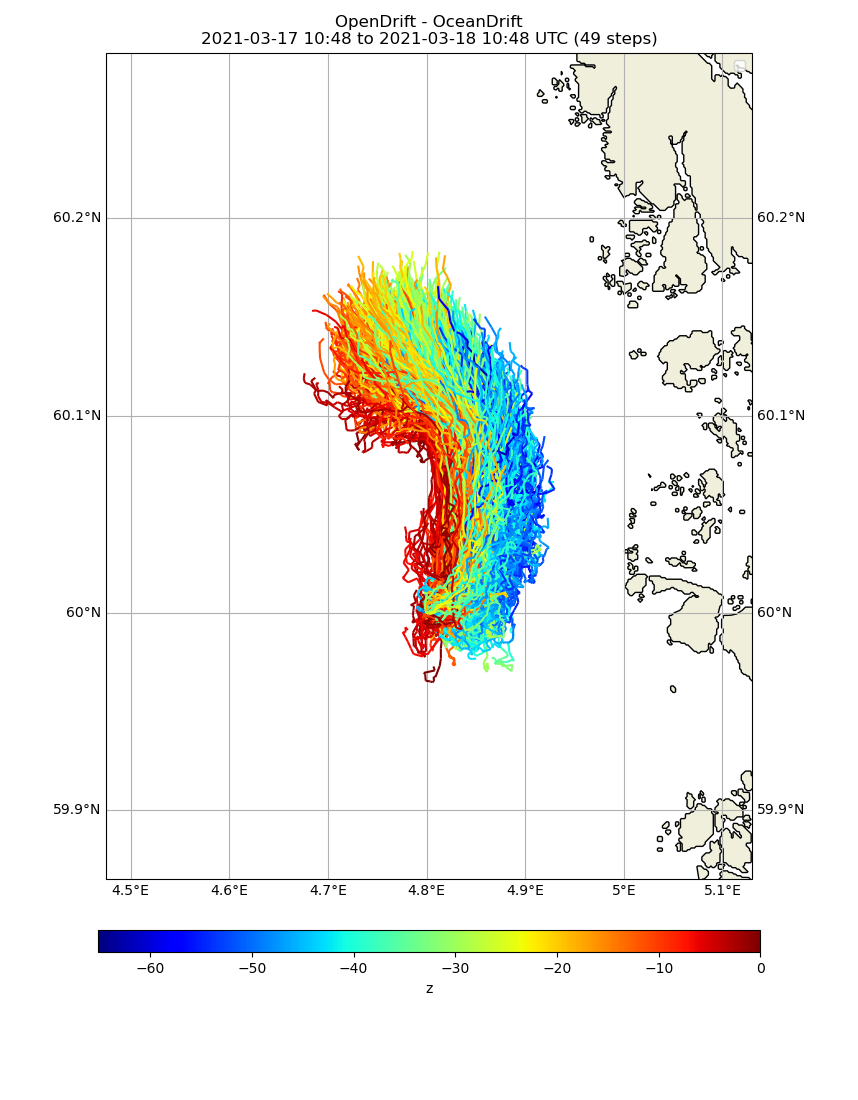 OpenDrift - OceanDrift
2021-03-17 10:48 to 2021-03-18 10:48 UTC (49 steps)
60.2°N 60.2°N
60.1°N 60.1°N
60°N 60°N
59.9°N 59.9°N
4.5°E 4.6°E 4.7°E 4.8°E 4.9°E 5°E 5.1°E
−60 −50 −40 −30 −20 −10 0
z